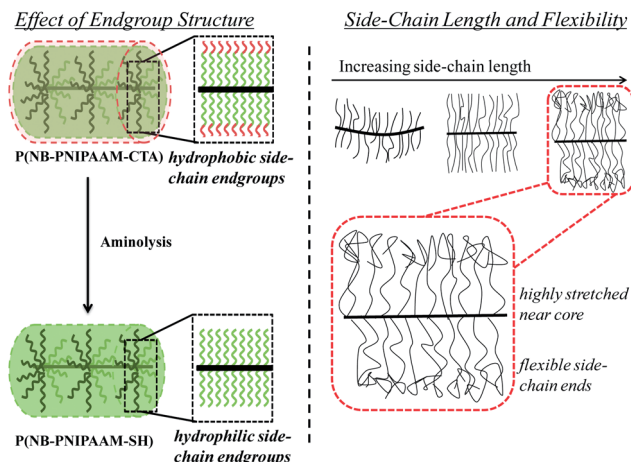 Effect of Endgroup Structure
P(NB-PNIPAAM-CTA)
hydrophobic side-
chain endgroups
Aminolysis
P(NB-PNIPAAM-SH)
hydrophilic side-
chain endgroups
Side-Chain Length and Flexibility
Increasing side-chain length
highly stretched
near core
flexible side-
chain ends